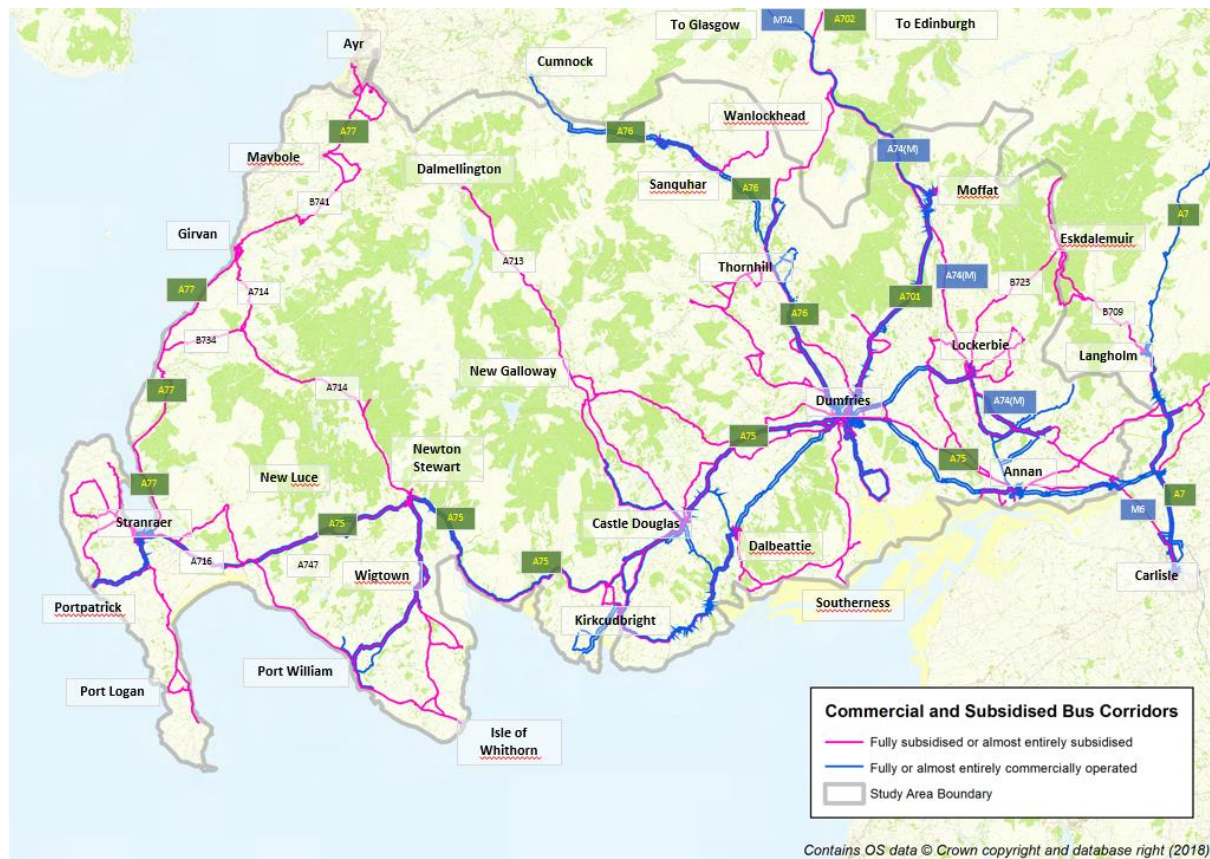 To Glasgow
M74
A702
To Edinburgh
Ayr
Cumnock
A77
A76
Wanlockhead
Maybole
Dalmellington
Sanquhar
A76
A74(M)
Moffat
B741
A7
Girvan
Eskdalemuir
A713
Thornhill
A74(M)
B723
A77
A714
A701
A76
B709
B734
Lockerbie
Langholm
New Galloway
A77
A714
Dumfries
A74(M)
A75
Newton
Stewart
A75
Annan
New Luce
A77
A7
M6
Stranraer
A75
A75
Castle Douglas
Dalbeattie
A716
A747
Wigtown
A75
Carlisle
Portpatrick
Kirkcudbright
Southerness
Port William
Port Logan
Isle of
Whithorn
Commercial and Subsidised Bus Corridors
Fully subsidised or almost entirely subsidised
Fully or almost entirely commercially operated
Study Area Boundary
Contains OS data © Crown copyright and database right (2018)